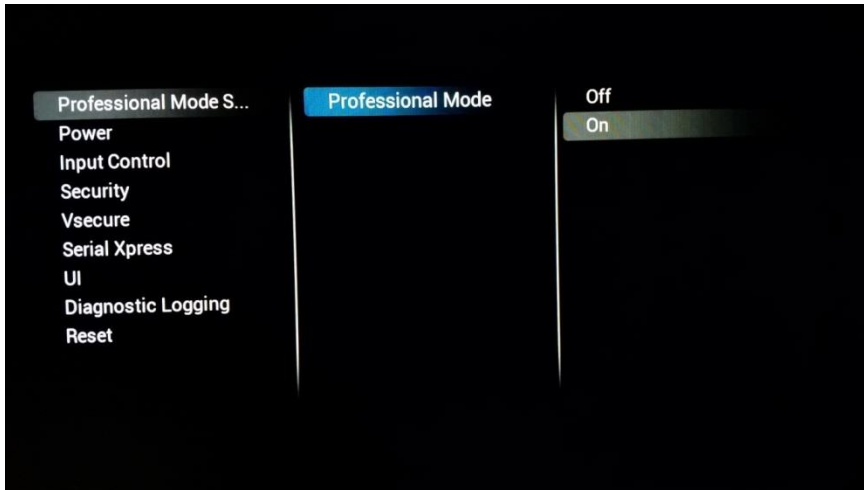 Professional Mode S...
Power
Input Control
Security
Vsecure
Serial Xpress
UI
Diagnostic Logging
Reset
Professional Mode
Off
On